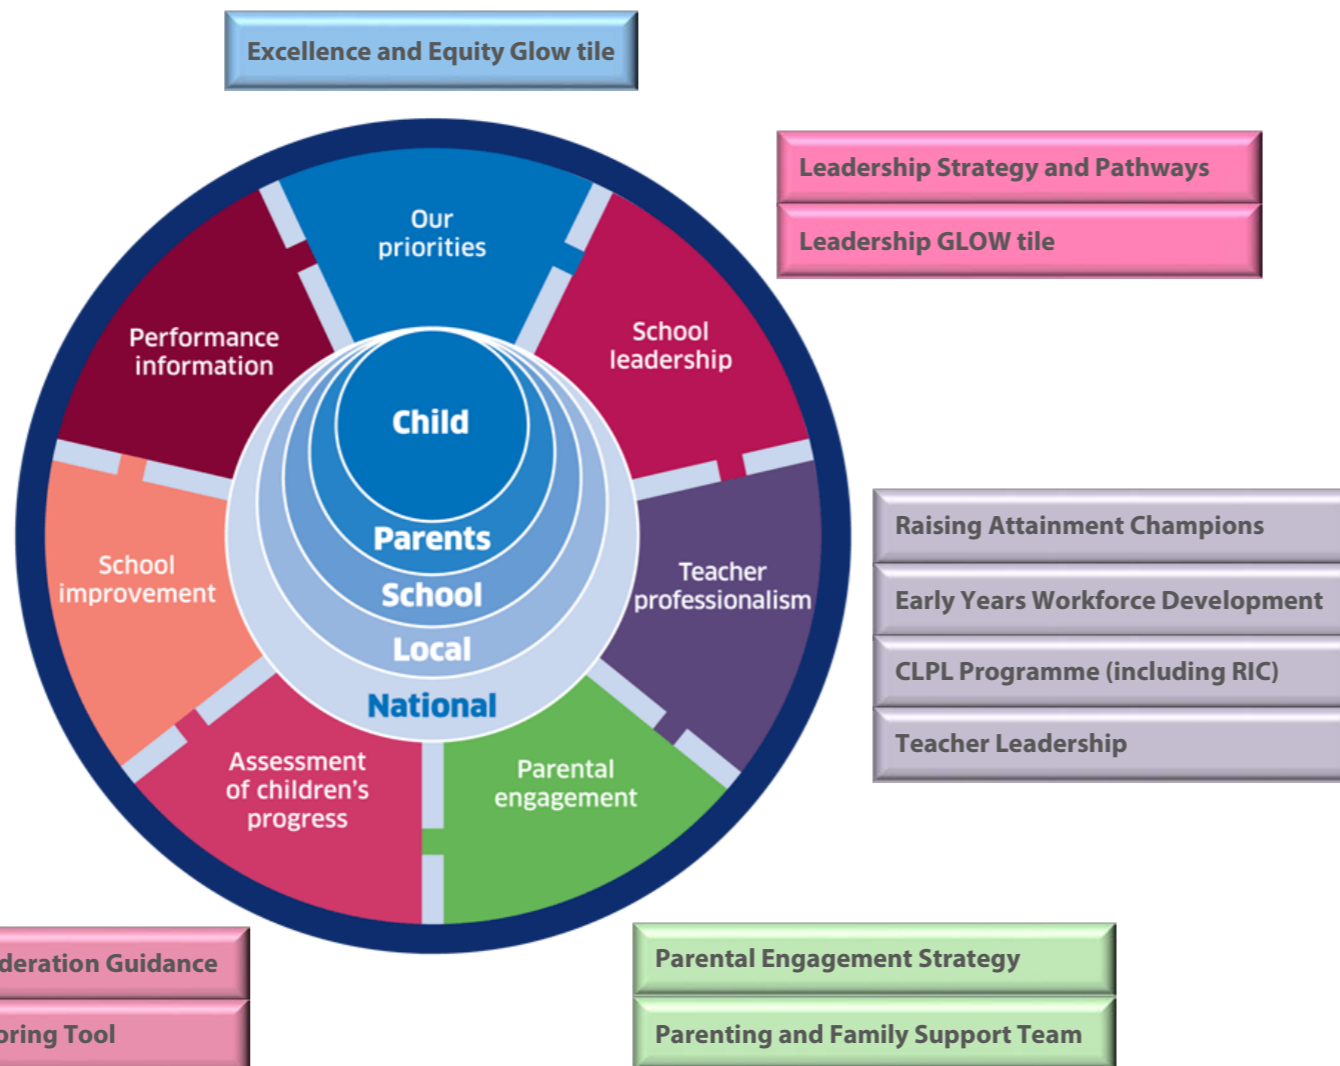 Excellence and Equity Glow tile
Leadership Strategy and Pathways
Leadership GLOW tile
Our
priorities
School
leadership
Performance
information
Child
Parents
School
Local
National
Teacher
professionalism
School
improvement
Parental
engagement
Assessment
of children's
progress
Raising Attainment Champions
Early Years Workforce Development
CLPL Programme (including RIC)
Teacher Leadership
Guidance
Tool
Parental Engagement Strategy
Parenting and Family Support Team